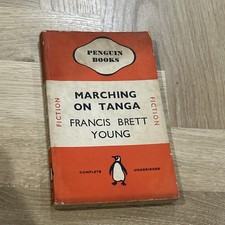 PENGUIN
BOOKS
MARCHING
ON TANGA
FICTION
FICTION
FRANCIS BRETT
YOUNG
COMPLETE UNABRIDGED